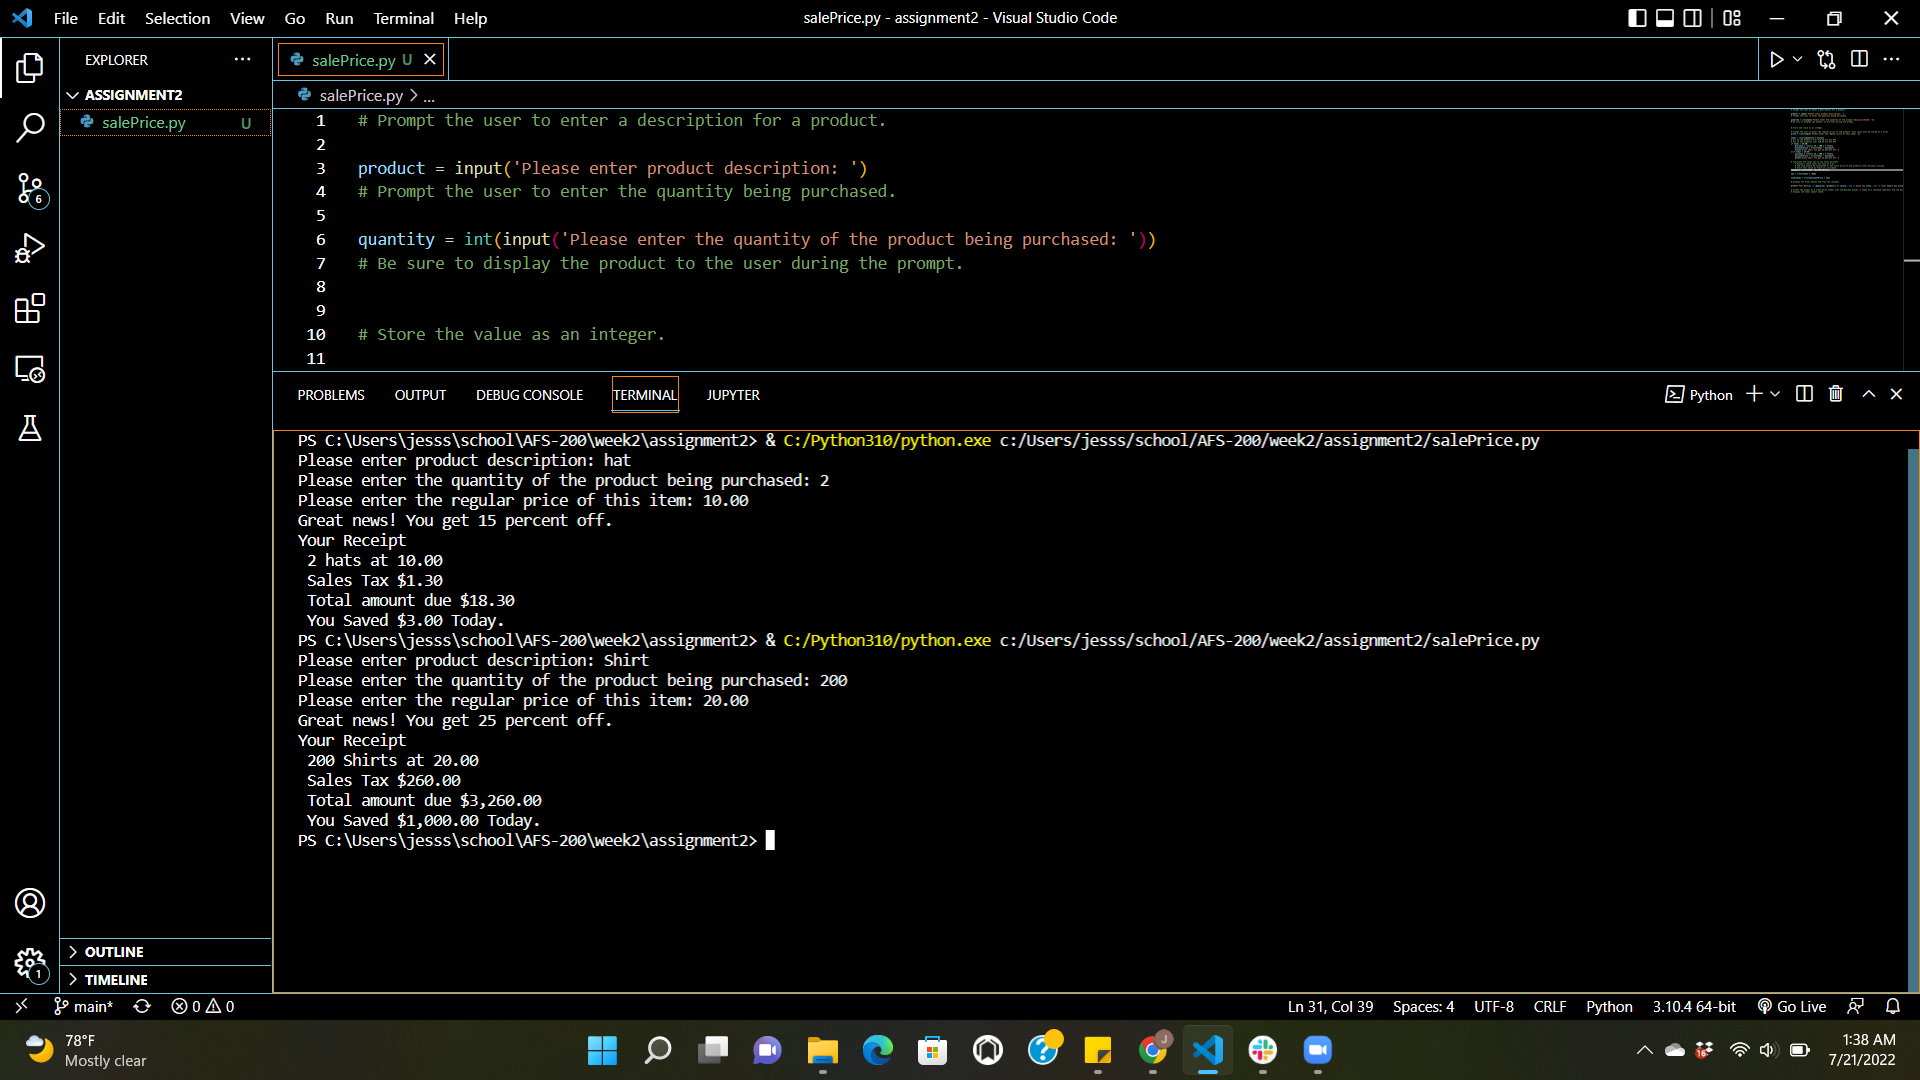 File Edit Selection View Go Run Terminal Help
salePrice.py - assignment2 - Visual Studio Code
EXPLORER
salePrice.py U
ASSIGNMENT2
salePrice.py > ...
salePrice.py U
1 # Prompt the user to enter a description for a product.
2
3 product = input('Please enter product description: ')
4 # Prompt the user to enter the quantity being purchased.
5
6 quantity = int(input('Please enter the quantity of the product being purchased: '))
7 # Be sure to display the product to the user during the prompt.
8
9
10 # Store the value as an integer.
11
PROBLEMS OUTPUT DEBUG CONSOLE TERMINAL JUPYTER
Python
PS C:\Users\jesss\school\AFS-200\week2\assignment2> & C:/Python310/python.exe c:/Users/jesss/school/AFS-200/week2/assignment2/salePrice.py
Please enter product description: hat
Please enter the quantity of the product being purchased: 2
Please enter the regular price of this item: 10.00
Great news! You get 15 percent off.
Your Receipt
2 hats at 10.00
Sales Tax $1.30
Total amount due $18.30
You Saved $3.00 Today.
PS C:\Users\jesss\school\AFS-200\week2\assignment2> & C:/Python310/python.exe c:/Users/jesss/school/AFS-200/week2/assignment2/salePrice.py
Please enter product description: Shirt
Please enter the quantity of the product being purchased: 200
Please enter the regular price of this item: 20.00
Great news! You get 25 percent off.
Your Receipt
200 Shirts at 20.00
Sales Tax $260.00
Total amount due $3,260.00
You Saved $1,000.00 Today.
PS C:\Users\jesss\school\AFS-200\week2\assignment2>
6
1
OUTLINE
TIMELINE
main* 0 0
Ln 31, Col 39 Spaces: 4 UTF-8 CRLF Python 3.10.4 64-bit Go Live
78°F
Mostly clear
J
16
1:38 AM
7/21/2022